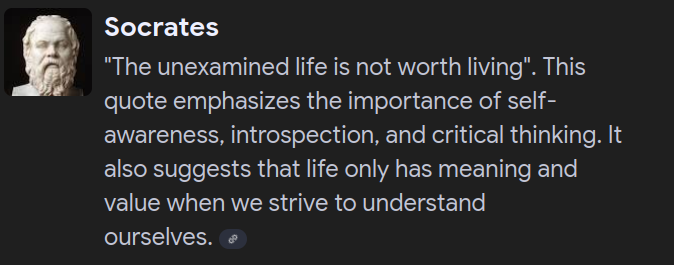 Socrates
"The unexamined life is not worth living". This
quote emphasizes the importance of self-
awareness, introspection, and critical thinking. It
also suggests that life only has meaning and
value when we strive to understand
ourselves.